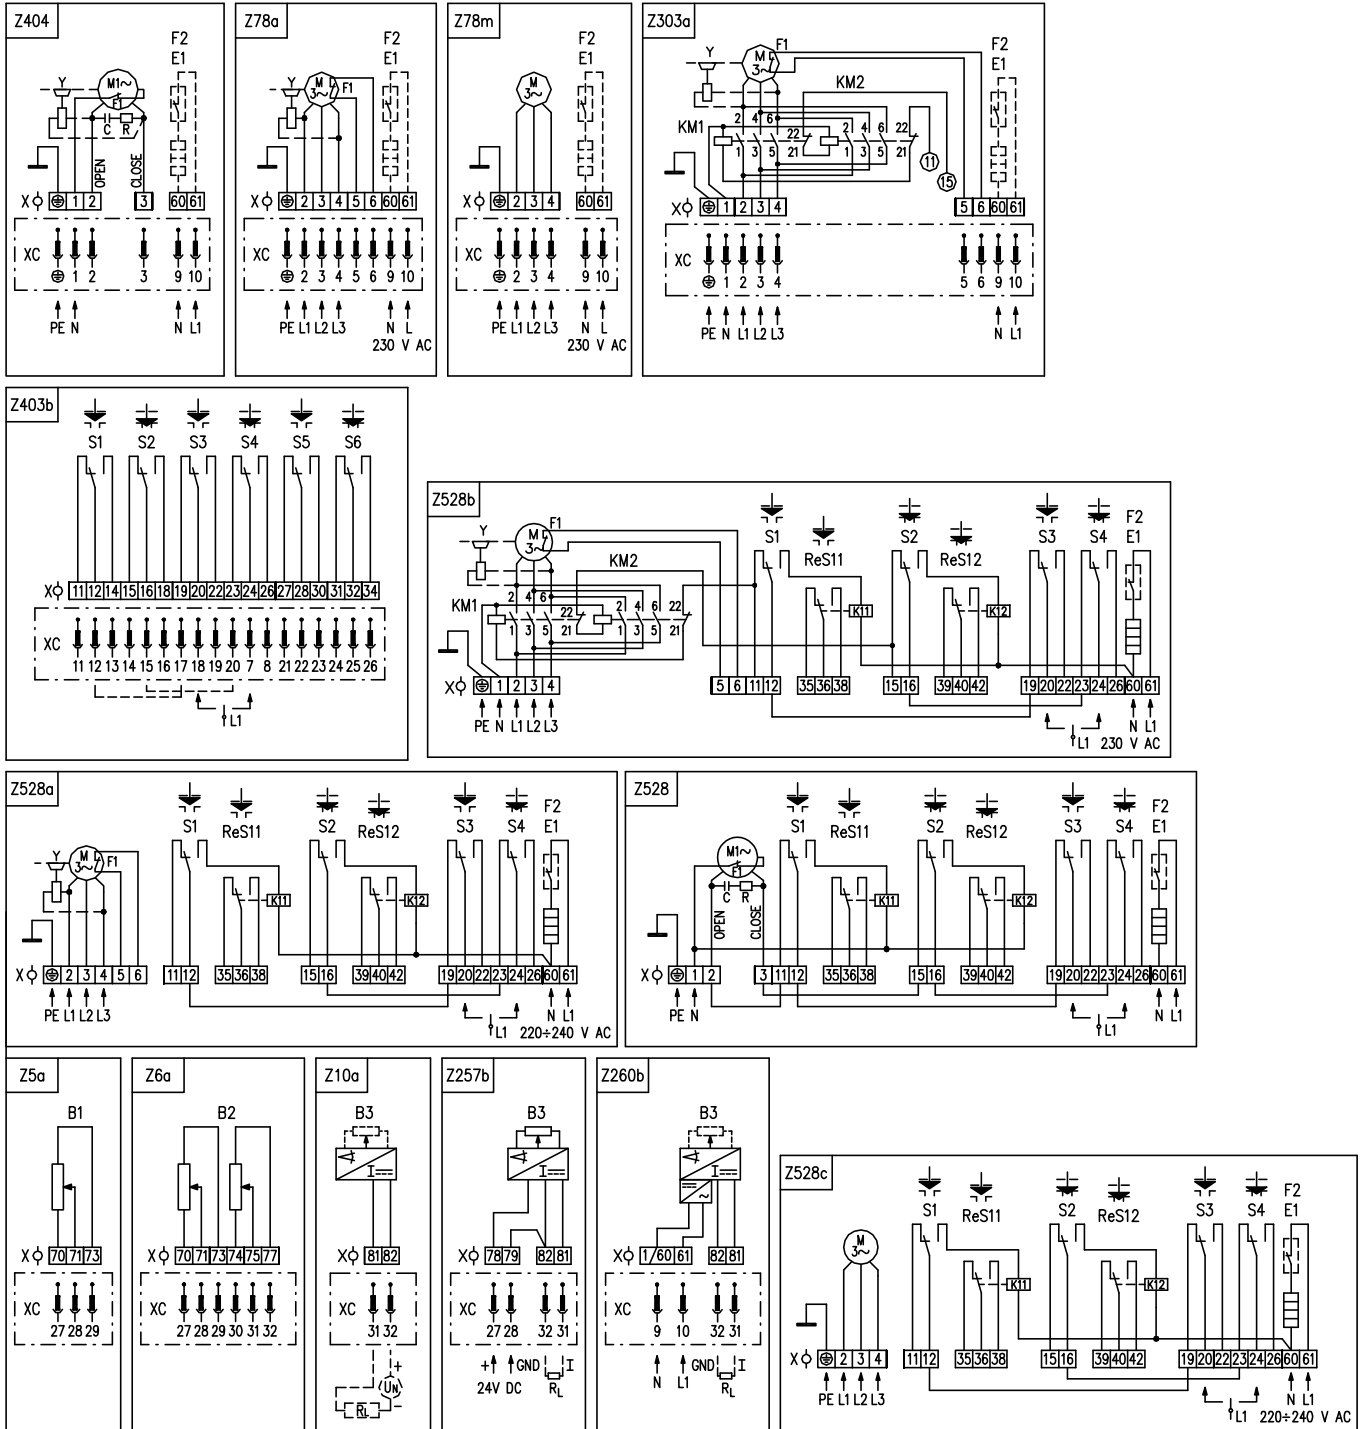 Z404
F2
E1
Y
M1~
F1
C R
OPEN
CLOSE
X 1 2 3 60 61
XC
1 2 3 9 10
PE N N L1
Z78a
F2
E1
Y
M
3~
F1
X 2 3 4 5 6 60 61
XC
2 3 4 5 6 9 10
PE L1 L2 L3 N L
230 V AC
Z78m
F2
E1
M
3~
X 2 3 4 60 61
XC
2 3 4 9 10
PE L1 L2 L3 N L
230 V AC
Z303a
F1
F2
E1
Y
M
3~
KM2
KM1
2 4 6 22 2 4 6 22
1 3 5 21 1 3 5 21
11
15
X 1 2 3 4 5 6 60 61
XC
1 2 3 4 5 6 9 10
PE N L1 L2 L3 N L1
Z403b
S1 S2 S3 S4 S5 S6
X 11 12 14 15 16 18 19 20 22 23 24 26 27 28 30 31 32 34
XC
11 12 13 14 15 16 17 18 19 20 7 8 21 22 23 24 25 26
L1
Z528b
F1
Y
M
3~
KM2
KM1
2 4 6 22 2 4 6 22
1 3 5 21 1 3 5 21
S1
ReS11
S2
ReS12
S3 S4
F2
E1
K11 K12
X 1 2 3 4 5 6 11 12 35 36 38 15 16 39 40 42 19 20 22 23 24 26 60 61
PE N L1 L2 L3 L1 N L1
230 V AC
Z528a
Y
M
3~
F1
S1
ReS11
S2
ReS12
S3 S4
F2
E1
K11 K12
X 2 3 4 5 6 11 12 35 36 38 15 16 39 40 42 19 20 22 23 24 26 60 61
PE L1 L2 L3 L1 N L1
220÷240 V AC
Z528
M1~
F1
C R
OPEN
CLOSE
S1
ReS11
S2
ReS12
S3 S4
F2
E1
K11 K12
X 1 2 3 11 12 35 36 38 15 16 39 40 42 19 20 22 23 24 26 60 61
PE N L1 N L1
Z5a
B1
X 70 71 73
XC
27 28 29
Z6a
B2
X 70 71 73 74 75 77
XC
27 28 29 30 31 32
Z10a
B3
I
X 81 82
XC
31 32
+
UN
RL
−
Z257b
B3
I
X 78 79 82 81
XC
27 28 32 31
+ GND I
24V DC RL
Z260b
B3
I
~
X 1/60 61 82 81
XC
9 10 32 31
N L1 GND I
RL
Z528c
M
3~
S1
ReS11
S2
ReS12
S3 S4
F2
E1
K11 K12
X 2 3 4 11 12 35 36 38 15 16 39 40 42 19 20 22 23 24 26 60 61
PE L1 L2 L3 L1 N L1
220÷240 V AC